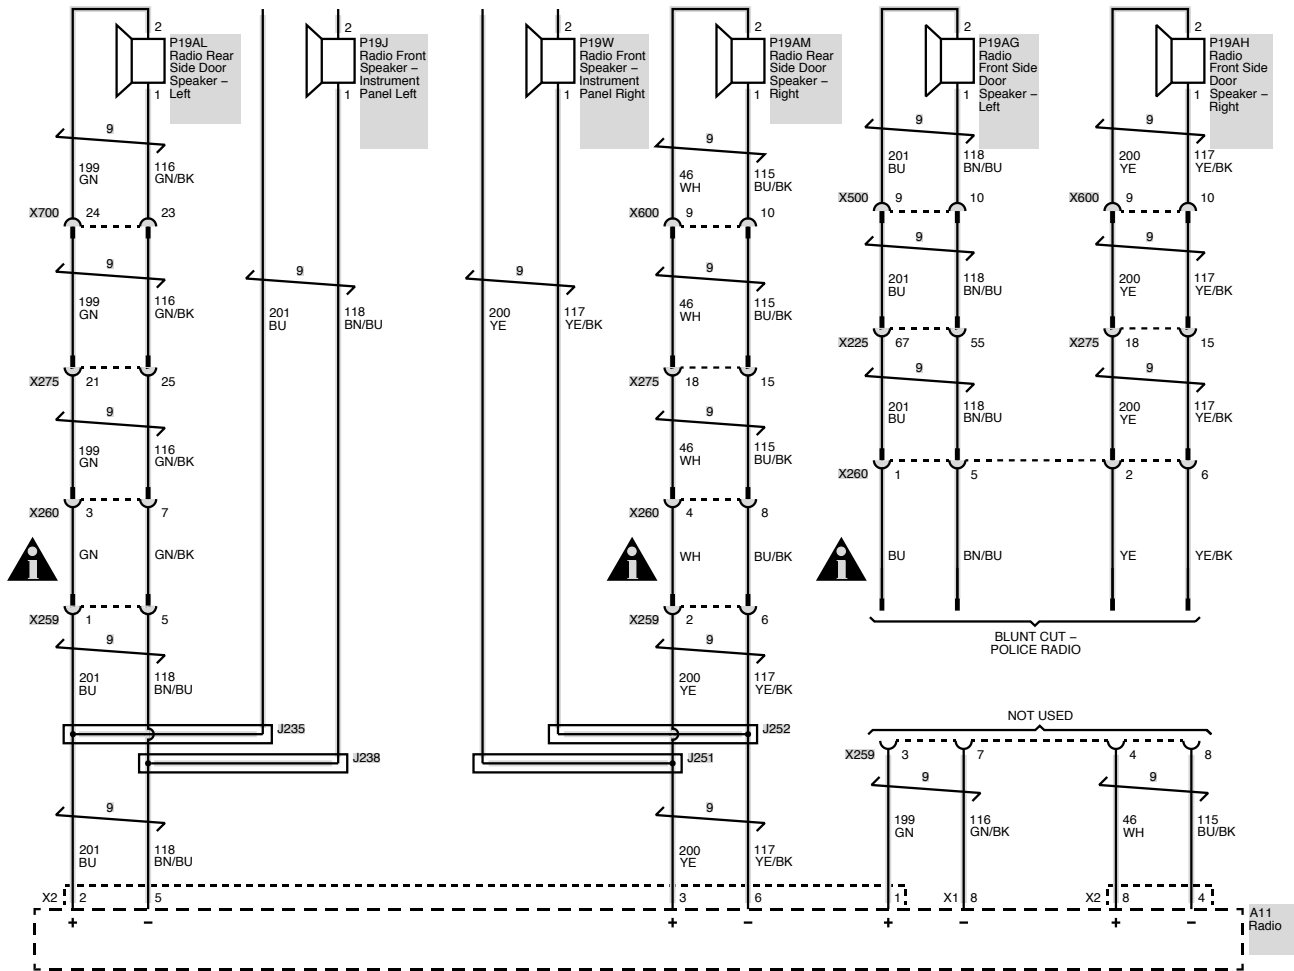 2
P19AL
Radio Rear
Side Door
Speaker –
Left
1
2
P19J
Radio Front
Speaker –
Instrument
Panel Left
1
2
P19W
Radio Front
Speaker –
Instrument
Panel Right
1
2
P19AM
Radio Rear
Side Door
Speaker –
Right
1
2
P19AG
Radio
Front Side
Door
Speaker –
Left
1
2
P19AH
Radio
Front Side
Door
Speaker –
Right
1
9 9 9 9
199 GN 116 GN/BK
46 WH 115 BU/BK
201 BU 118 BN/BU
200 YE 117 YE/BK
X700 24 23
X600 9 10
X500 9 10
X600 9 10
9 9 9 9 9 9
199 GN 116 GN/BK
201 BU 118 BN/BU
200 YE 117 YE/BK
46 WH 115 BU/BK
201 BU 118 BN/BU
200 YE 117 YE/BK
X275 21 25
X275 18 15
X225 67 55
X275 18 15
9 9 9 9
199 GN 116 GN/BK
46 WH 115 BU/BK
201 BU 118 BN/BU
200 YE 117 YE/BK
X260 3 7
X260 4 8
X260 1 5 2 6
i GN GN/BK
i WH BU/BK
i BU BN/BU YE YE/BK
X259 1 5
X259 2 6
BLUNT CUT –
POLICE RADIO
9 9
201 BU 118 BN/BU
200 YE 117 YE/BK
J235
J252
J238
J251
NOT USED
X259 3 7 4 8
9 9 9 9
201 BU 118 BN/BU
200 YE 117 YE/BK
199 GN 116 GN/BK
46 WH 115 BU/BK
X2 2 5 3 6 1 X1 8 X2 8 4
+ – + – + – + –
A11
Radio